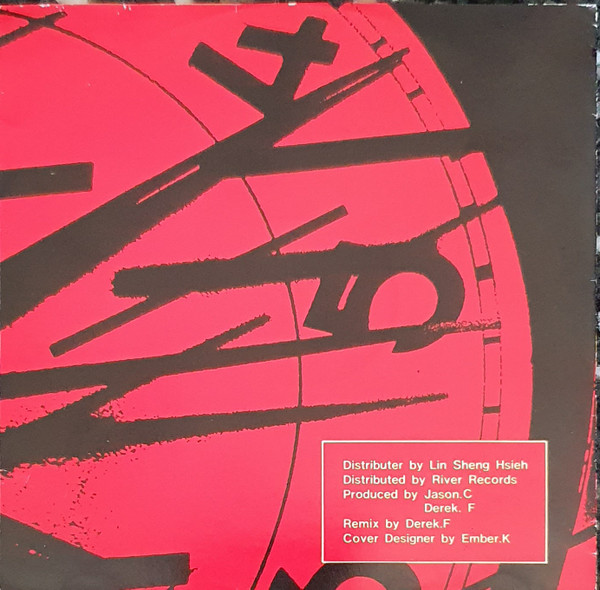 5
Distributer by Lin Sheng Hsieh
Distributed by River Records
Produced by Jason.C
Derek. F
Remix by Derek.F
Cover Designer by Ember.K